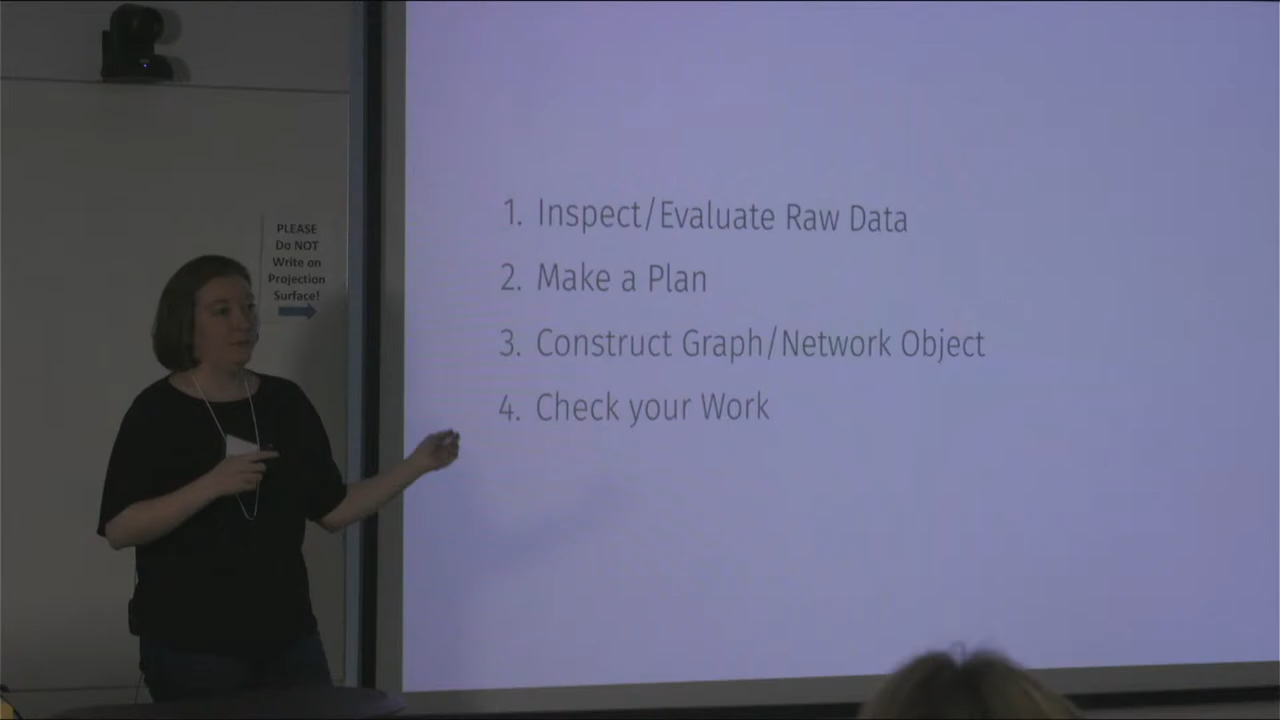 PLEASE
Do NOT
Write on
Projection
Surface!
1. Inspect/Evaluate Raw Data
2. Make a Plan
3. Construct Graph/Network Object
4. Check your Work